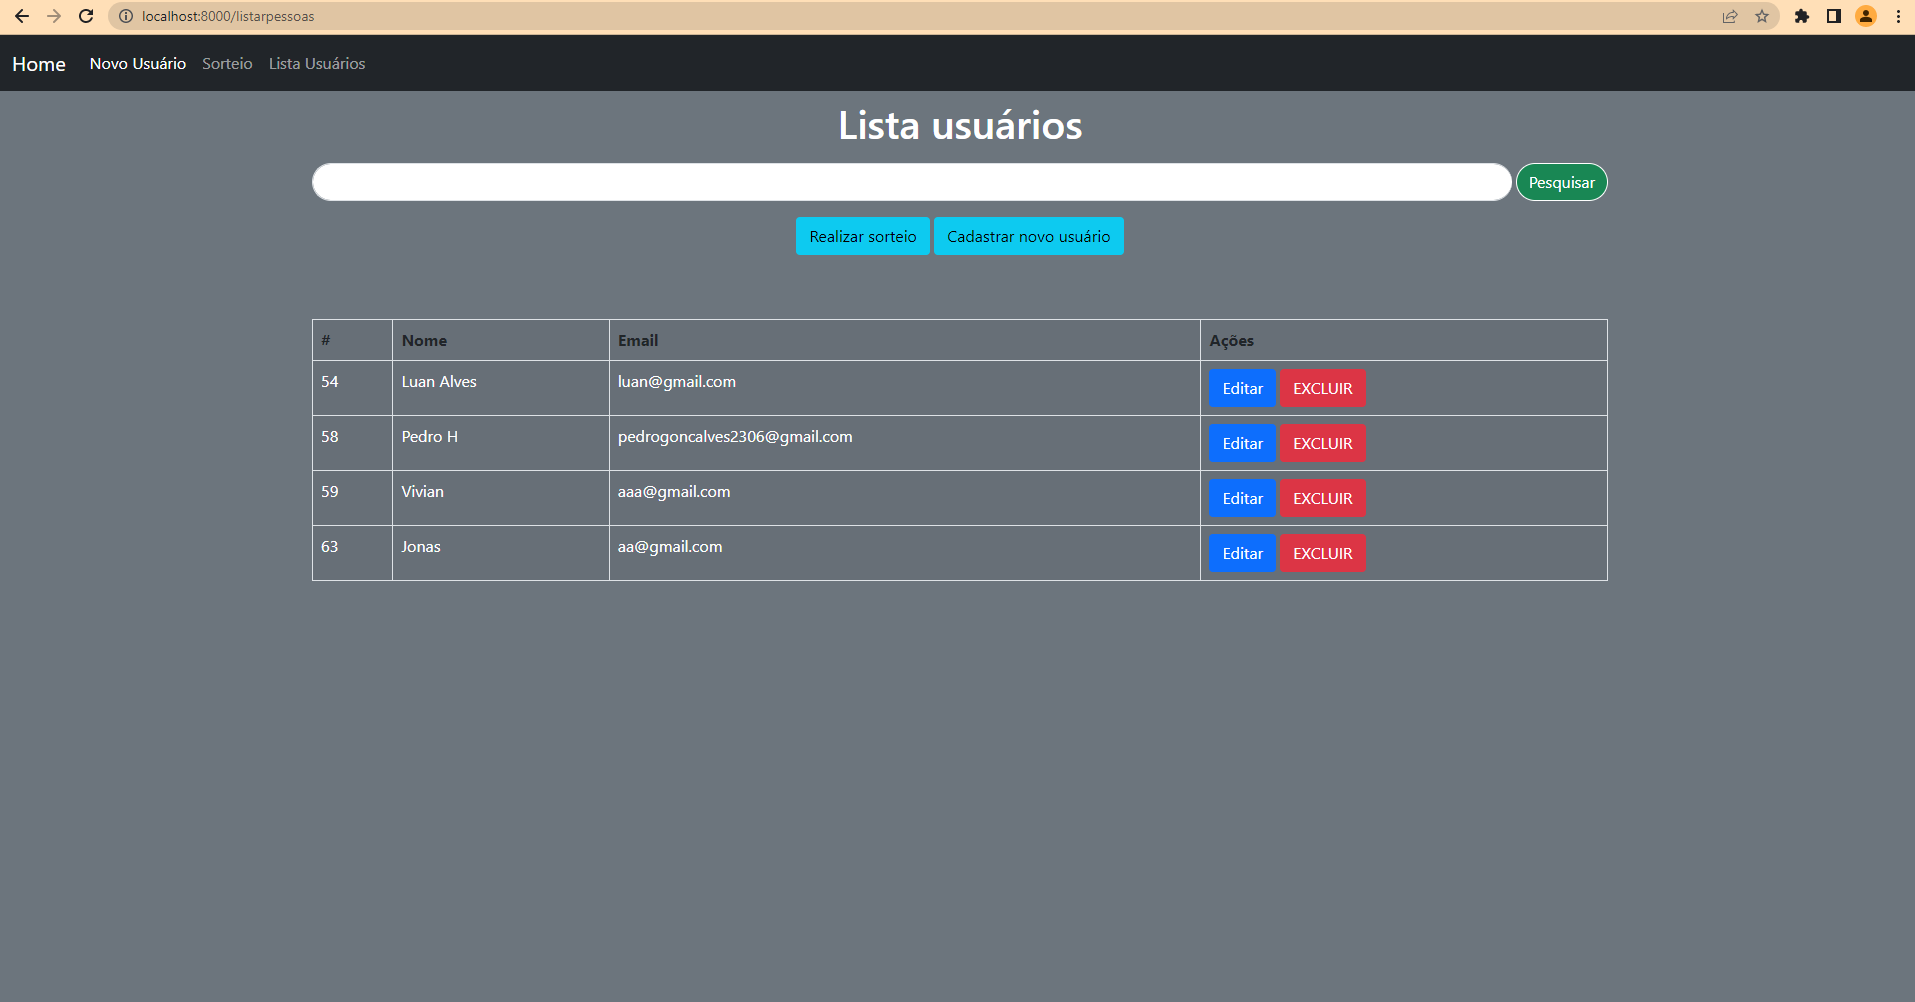 localhost:8000/listarpessoas
Home Novo Usuário Sorteio Lista Usuários
Lista usuários
Pesquisar
Realizar sorteio Cadastrar novo usuário
# Nome Email Ações
54 Luan Alves luan@gmail.com Editar EXCLUIR
58 Pedro H pedrogoncalves2306@gmail.com Editar EXCLUIR
59 Vivian aaa@gmail.com Editar EXCLUIR
63 Jonas aa@gmail.com Editar EXCLUIR